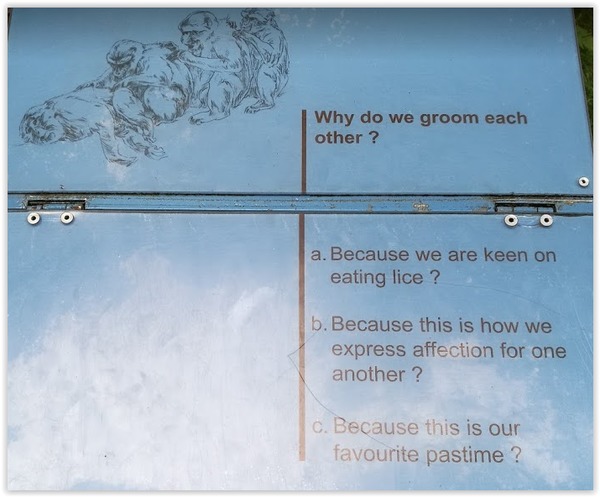 Why do we groom each
other ?
a. Because we are keen on
eating lice ?
b. Because this is how we
express affection for one
another ?
c. Because this is our
favourite pastime ?